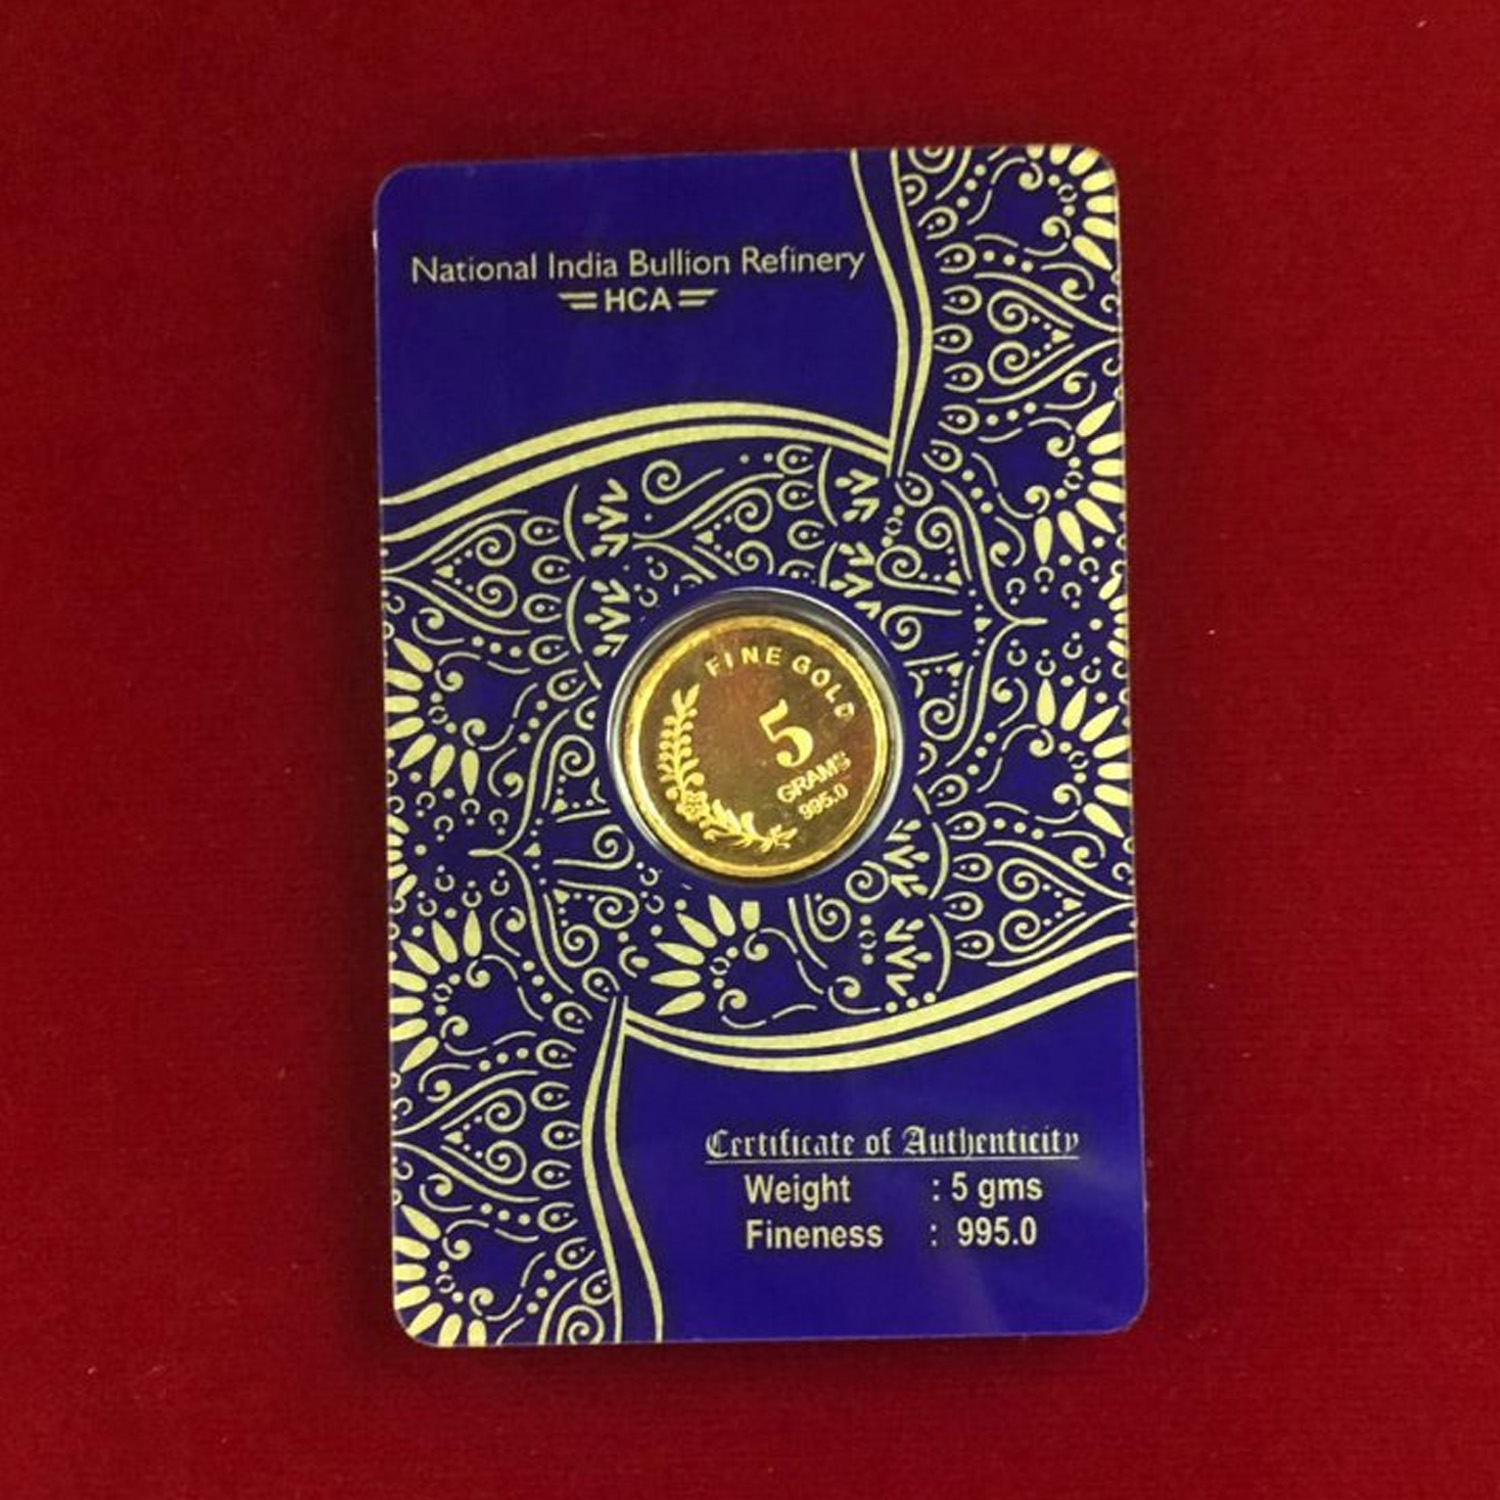 National India Bullion Refinery
HCA
FINE GOLD
5
GRAMS
995.0
Certificate of Authenticity
Weight : 5 gms
Fineness : 995.0